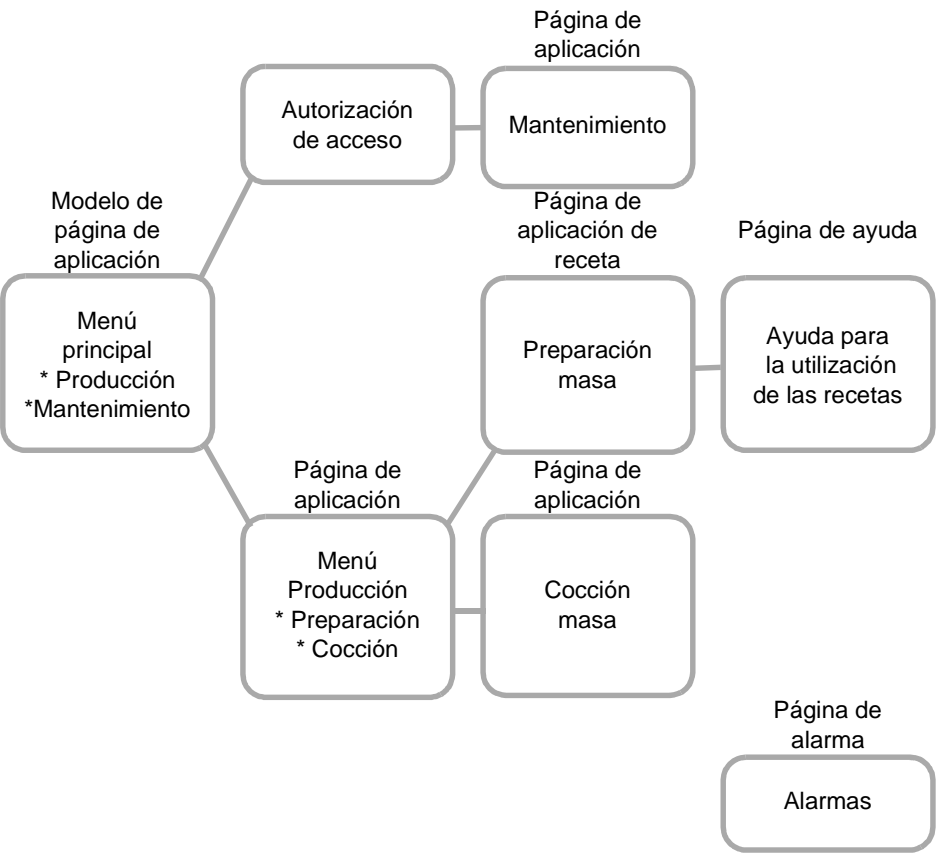 Página de
aplicación
Autorización
de acceso
Mantenimiento
Modelo de
página de
aplicación
Menú
principal
* Producción
*Mantenimiento
Página de
aplicación de
receta
Preparación
masa
Página de ayuda
Ayuda para
la utilización
de las recetas
Página de
aplicación
Menú
Producción
* Preparación
* Cocción
Página de
aplicación
Cocción
masa
Página de
alarma
Alarmas